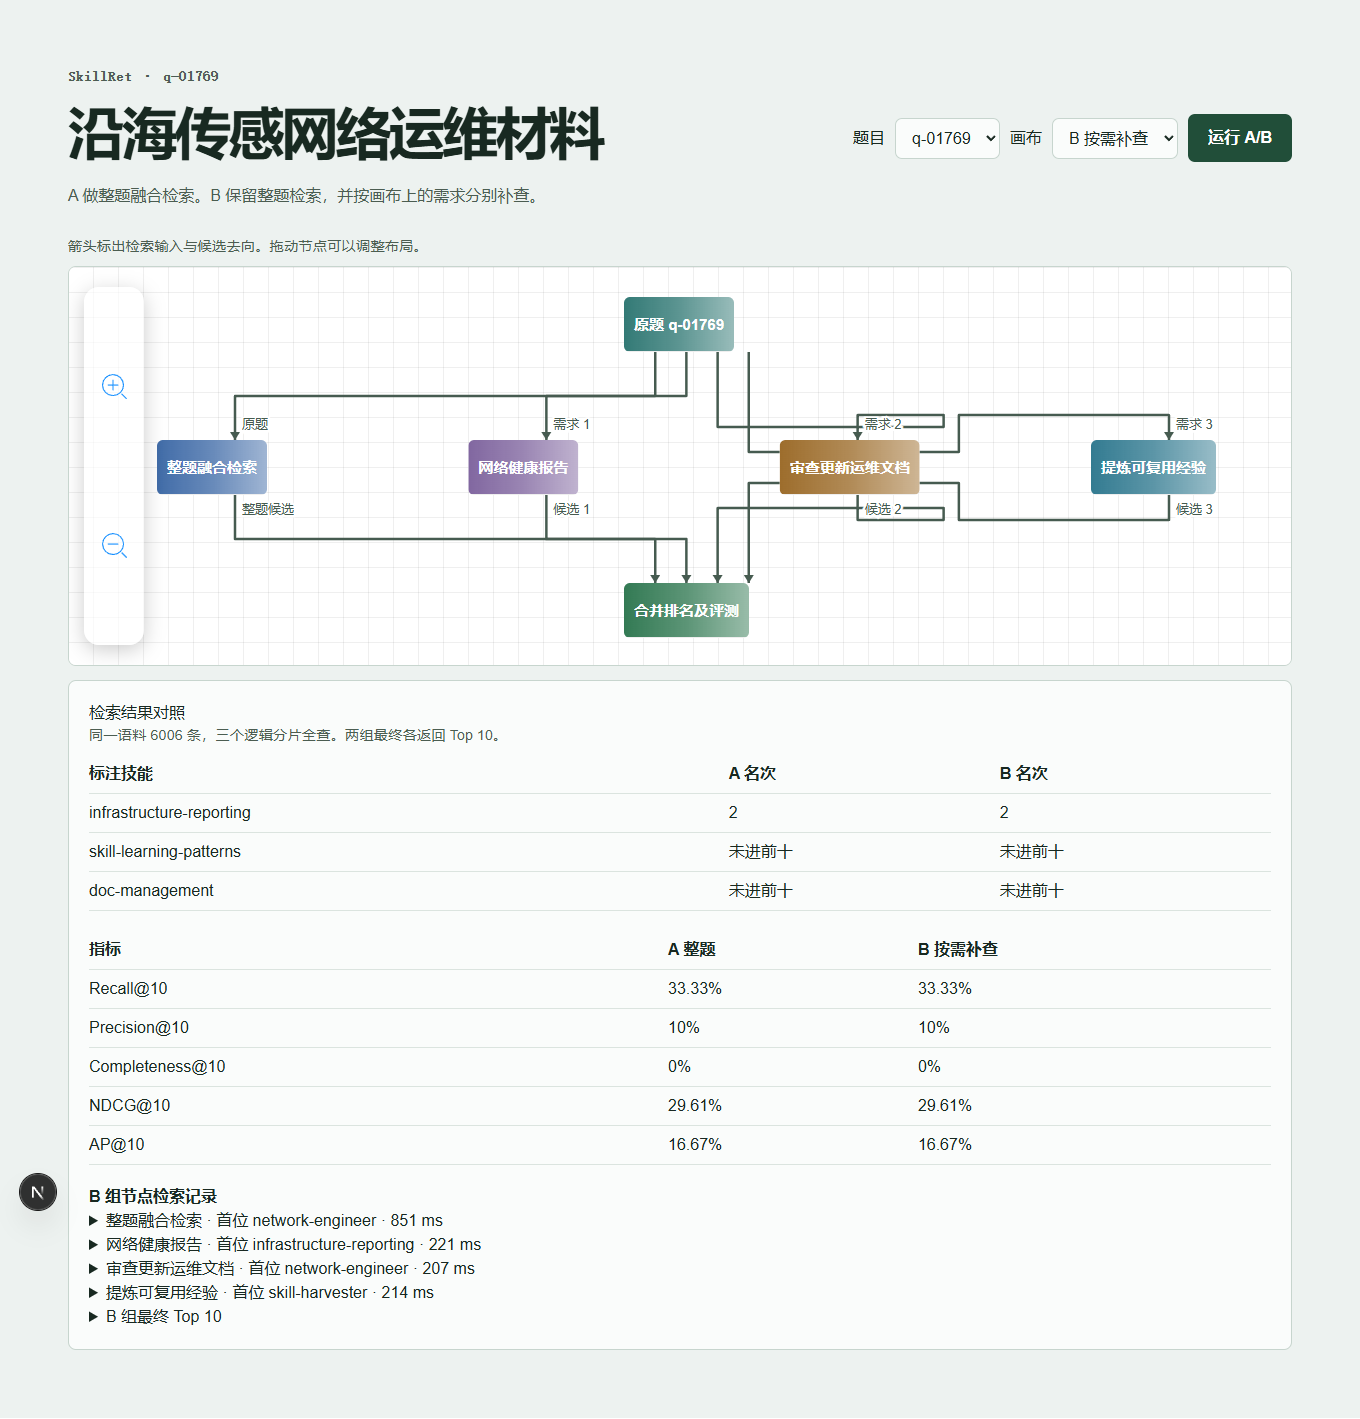 SkillRet · q-01769
沿海传感网络运维材料
题目 q-01769 画布 B 按需补查 运行 A/B
A 做整题融合检索。B 保留整题检索，并按画布上的需求分别补查。
箭头标出检索输入与候选去向。拖动节点可以调整布局。
原题 q-01769
原题 需求 1 需求 2 需求 3
整题融合检索 网络健康报告 审查更新运维文档 提炼可复用经验
整题候选 候选 1 候选 2 候选 3
合并排名及评测
检索结果对照
同一语料 6006 条，三个逻辑分片全查。两组最终各返回 Top 10。
标注技能 A 名次 B 名次
infrastructure-reporting 2 2
skill-learning-patterns 未进前十 未进前十
doc-management 未进前十 未进前十
指标 A 整题 B 按需补查
Recall@10 33.33% 33.33%
Precision@10 10% 10%
Completeness@10 0% 0%
NDCG@10 29.61% 29.61%
AP@10 16.67% 16.67%
N
B 组节点检索记录
整题融合检索 · 首位 network-engineer · 851 ms
网络健康报告 · 首位 infrastructure-reporting · 221 ms
审查更新运维文档 · 首位 network-engineer · 207 ms
提炼可复用经验 · 首位 skill-harvester · 214 ms
B 组最终 Top 10